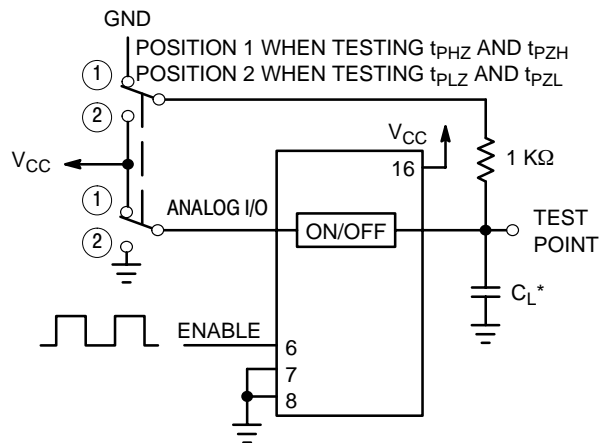 GND
POSITION 1 WHEN TESTING tPHZ AND tPZH
1
POSITION 2 WHEN TESTING tPLZ AND tPZL
2
VCC
VCC
16
1 KΩ
1
ANALOG I/O
ON/OFF
TEST
POINT
2
CL*
ENABLE
6
7
8